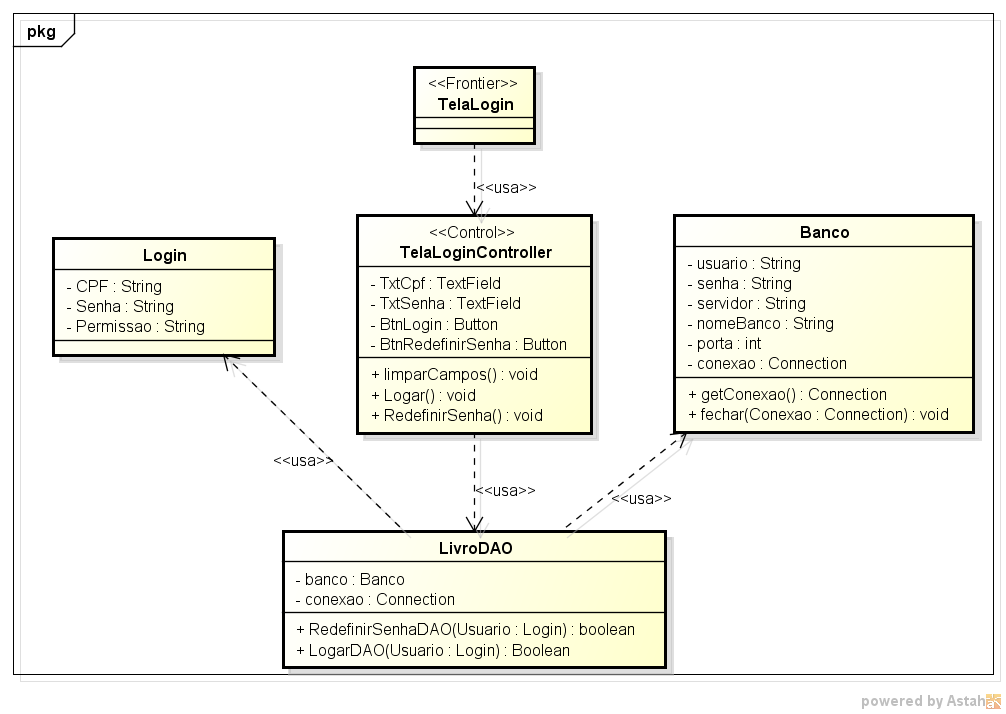 pkg
<<Frontier>>
TelaLogin
<<usa>>
<<Control>>
TelaLoginController
- TxtCpf : TextField
- TxtSenha : TextField
- BtnLogin : Button
- BtnRedefinirSenha : Button
+ limparCampos() : void
+ Logar() : void
+ RedefinirSenha() : void
Login
- CPF : String
- Senha : String
- Permissao : String
Banco
- usuario : String
- senha : String
- servidor : String
- nomeBanco : String
- porta : int
- conexao : Connection
+ getConexao() : Connection
+ fechar(Conexao : Connection) : void
<<usa>>
<<usa>>
<<usa>>
LivroDAO
- banco : Banco
- conexao : Connection
+ RedefinirSenhaDAO(Usuario : Login) : boolean
+ LogarDAO(Usuario : Login) : Boolean
powered by Astah